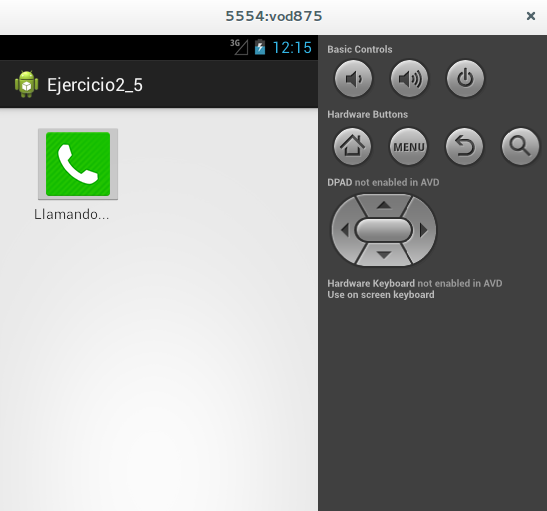 5554:vod875
3G 12:15
Ejercicio2_5
Llamando...
Basic Controls
Hardware Buttons
MENU
DPAD not enabled in AVD
Hardware Keyboard not enabled in AVD
Use on screen keyboard